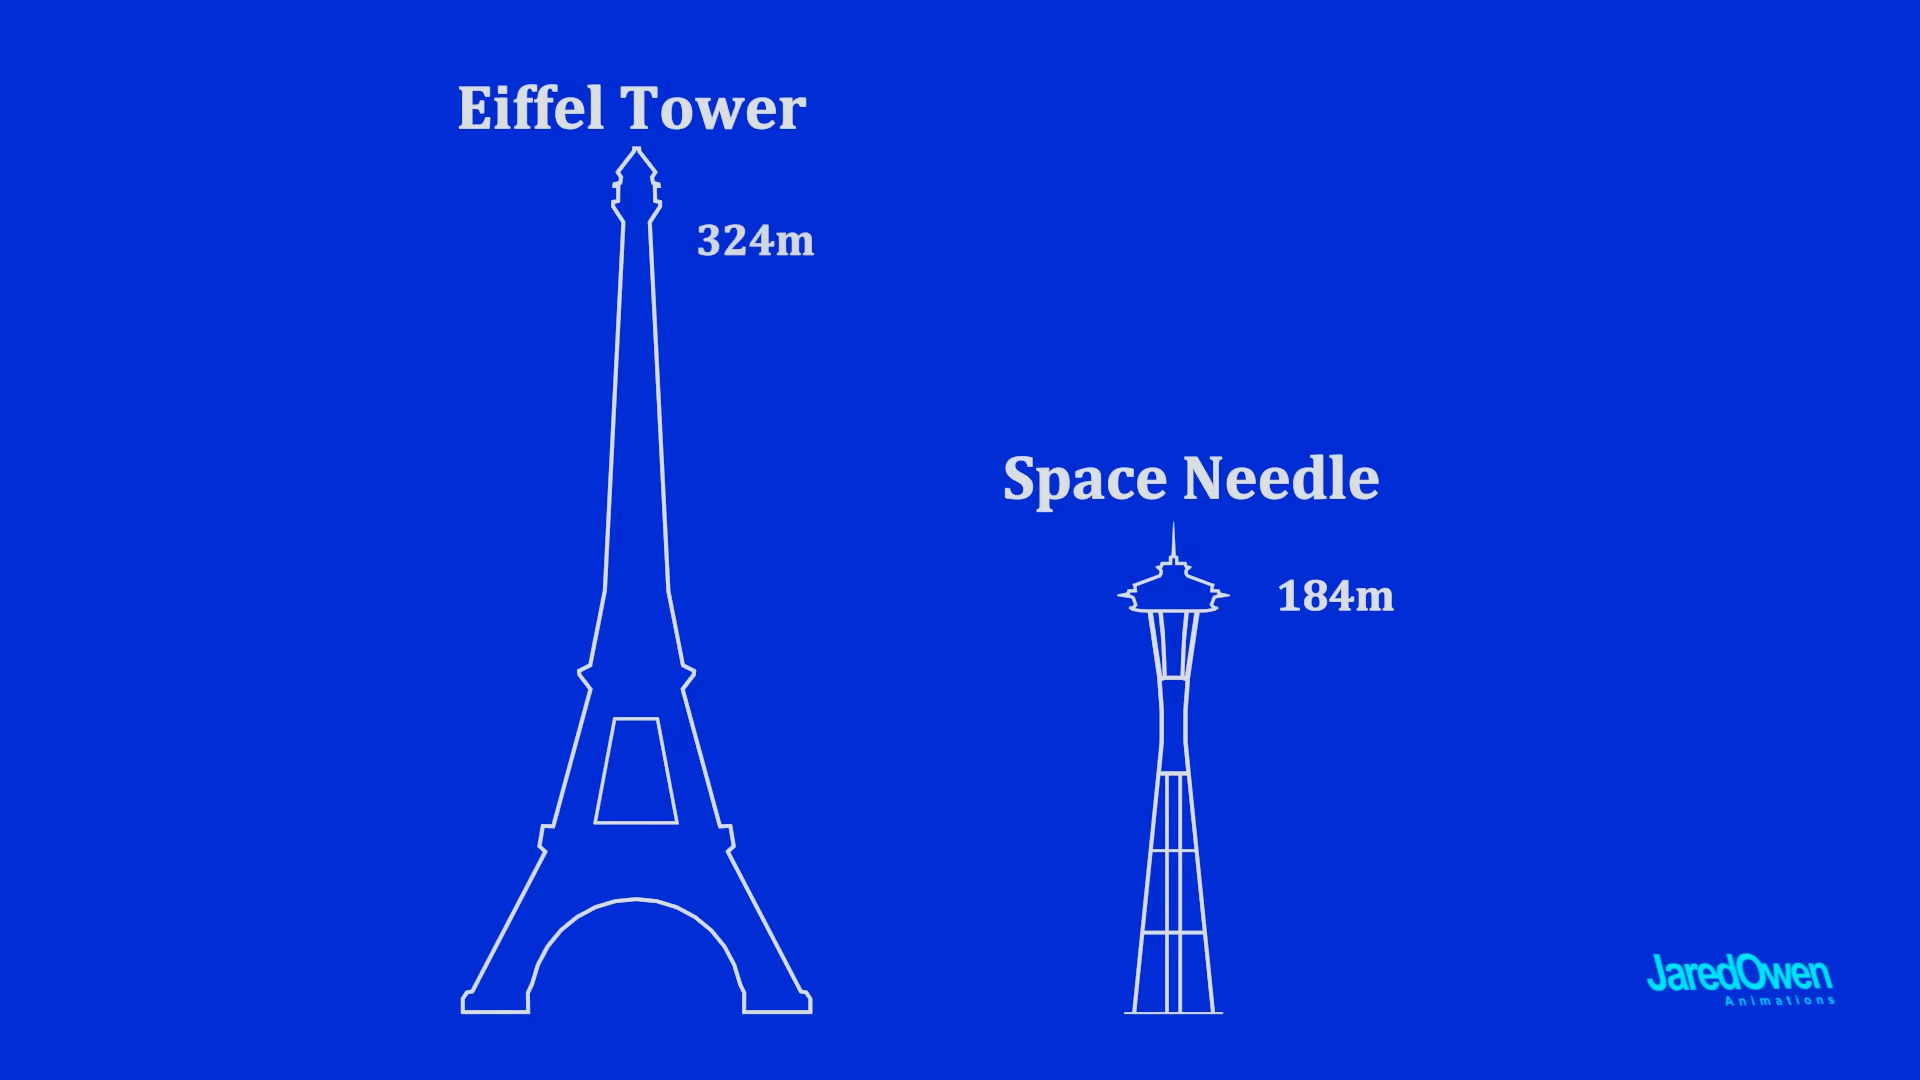 Eiffel Tower
324m
Space Needle
184m
JaredOwen
Animations